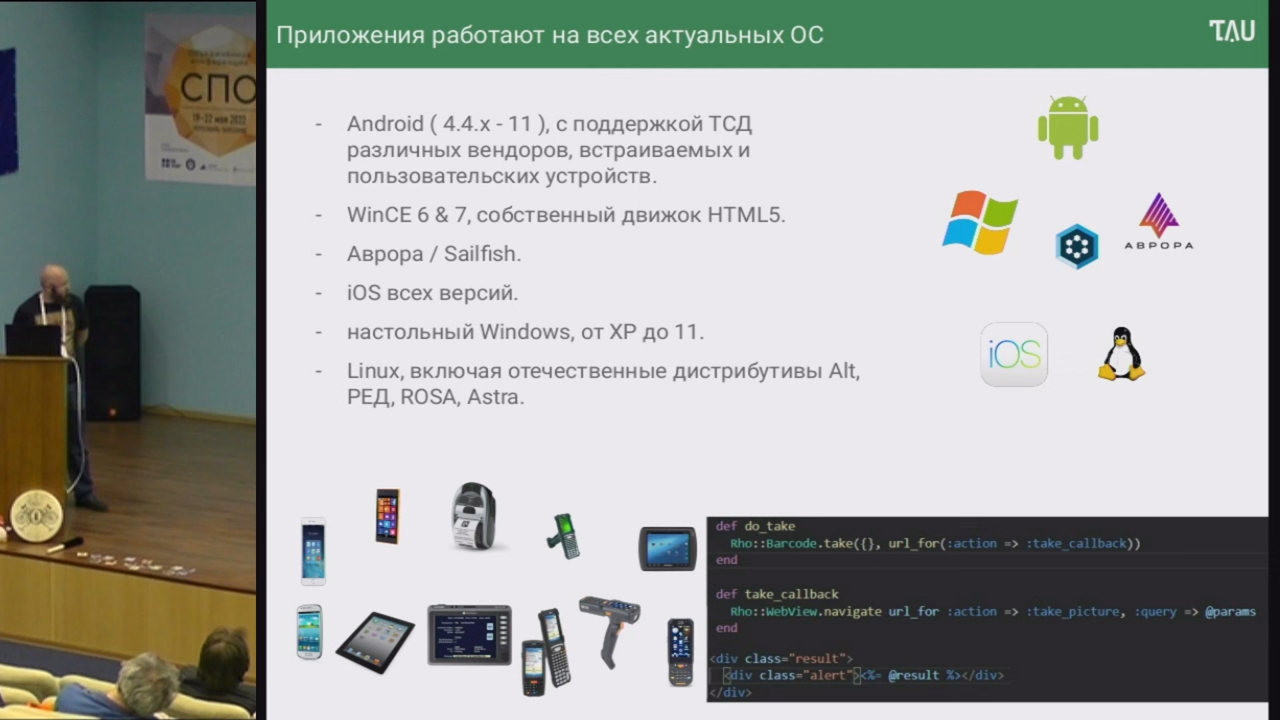 Приложения работают на всех актуальных ОС
TAU
СПО
- Android ( 4.4.x - 11 ), с поддержкой ТСД
различных вендоров, встраиваемых и
пользовательских устройств.
- WinCE 6 & 7, собственный движок HTML5.
- Аврора / Sailfish.
- iOS всех версий.
- настольный Windows, от XP до 11.
- Linux, включая отечественные дистрибутивы Alt,
РЕД, ROSA, Astra.
АВРОРА
iOS
def do_take
Rho::Barcode.take({}, url_for(:action => :take_callback))
end
def take_callback
Rho::WebView.navigate url_for :action => :take_picture, :query => @params
end
<div class="result">
<div class="alert"><%= @result %></div>
</div>